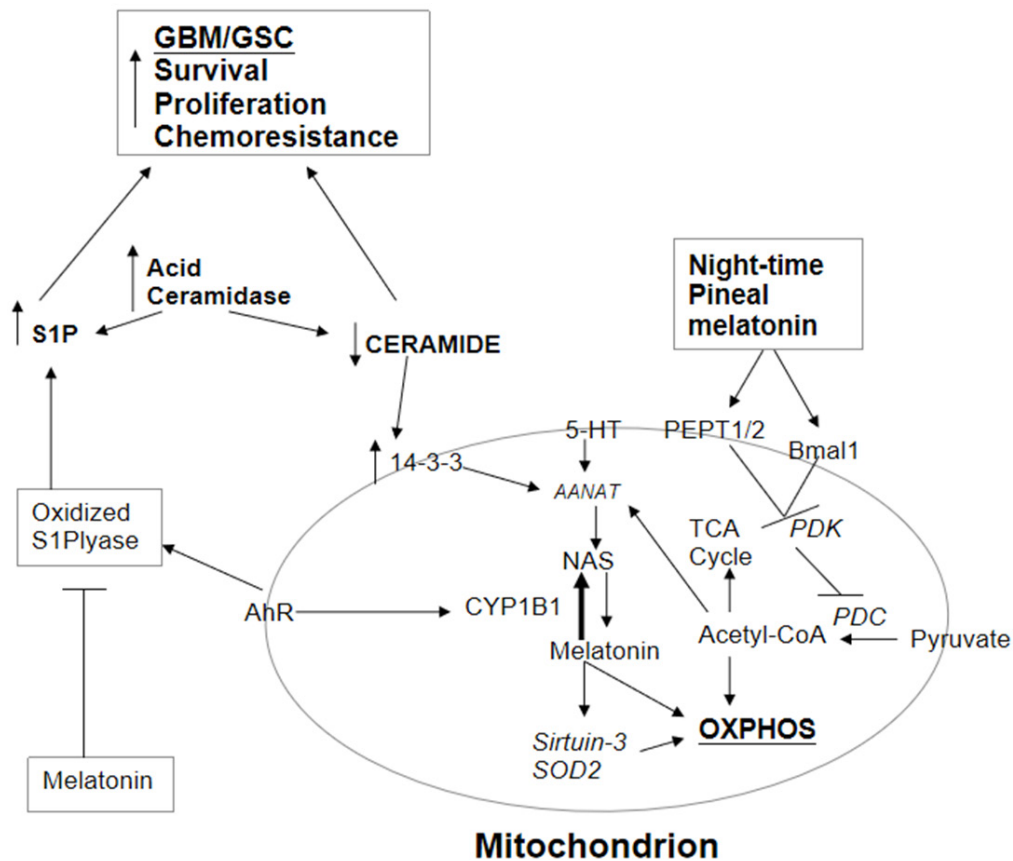 GBM/GSC
Survival
Proliferation
Chemoresistance
Acid
Ceramidase
S1P
CERAMIDE
Night-time
Pineal
melatonin
5-HT
PEPT1/2
Bmal1
14-3-3
AANAT
Oxidized
S1Plyase
TCA
Cycle
PDK
NAS
AhR
CYP1B1
PDC
Acetyl-CoA
Pyruvate
Melatonin
OXPHOS
Sirtuin-3
SOD2
Melatonin
Mitochondrion